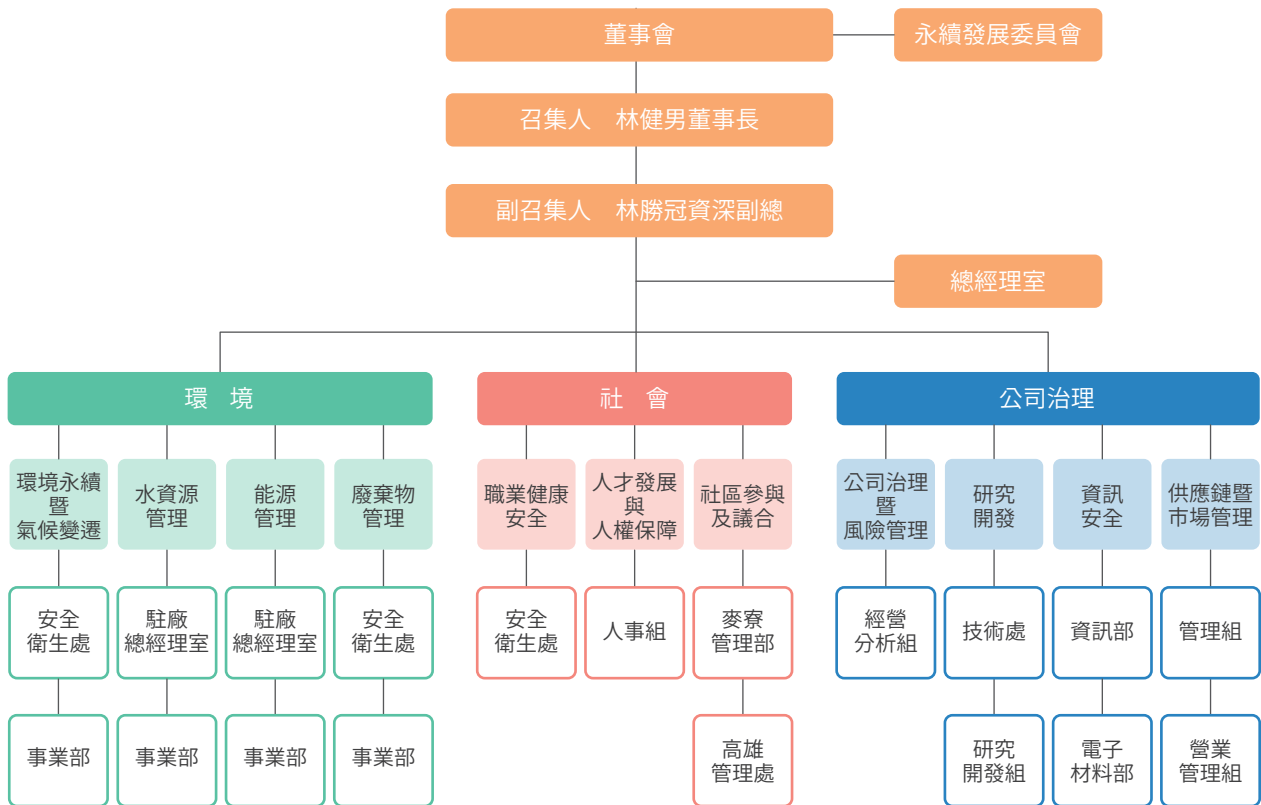 董事會
永續發展委員會
召集人　林健男董事長
副召集人　林勝冠資深副總
總經理室
環　境
社　會
公司治理
環境永續
暨
氣候變遷
水資源
管理
能源
管理
廢棄物
管理
職業健康
安全
人才發展
與
人權保障
社區參與
及議合
公司治理
暨
風險管理
研究
開發
資訊
安全
供應鏈暨
市場管理
安全
衛生處
駐廠
總經理室
駐廠
總經理室
安全
衛生處
安全
衛生處
人事組
麥寮
管理部
經營
分析組
技術處
資訊部
管理組
事業部
事業部
事業部
事業部
高雄
管理處
研究
開發組
電子
材料部
營業
管理組